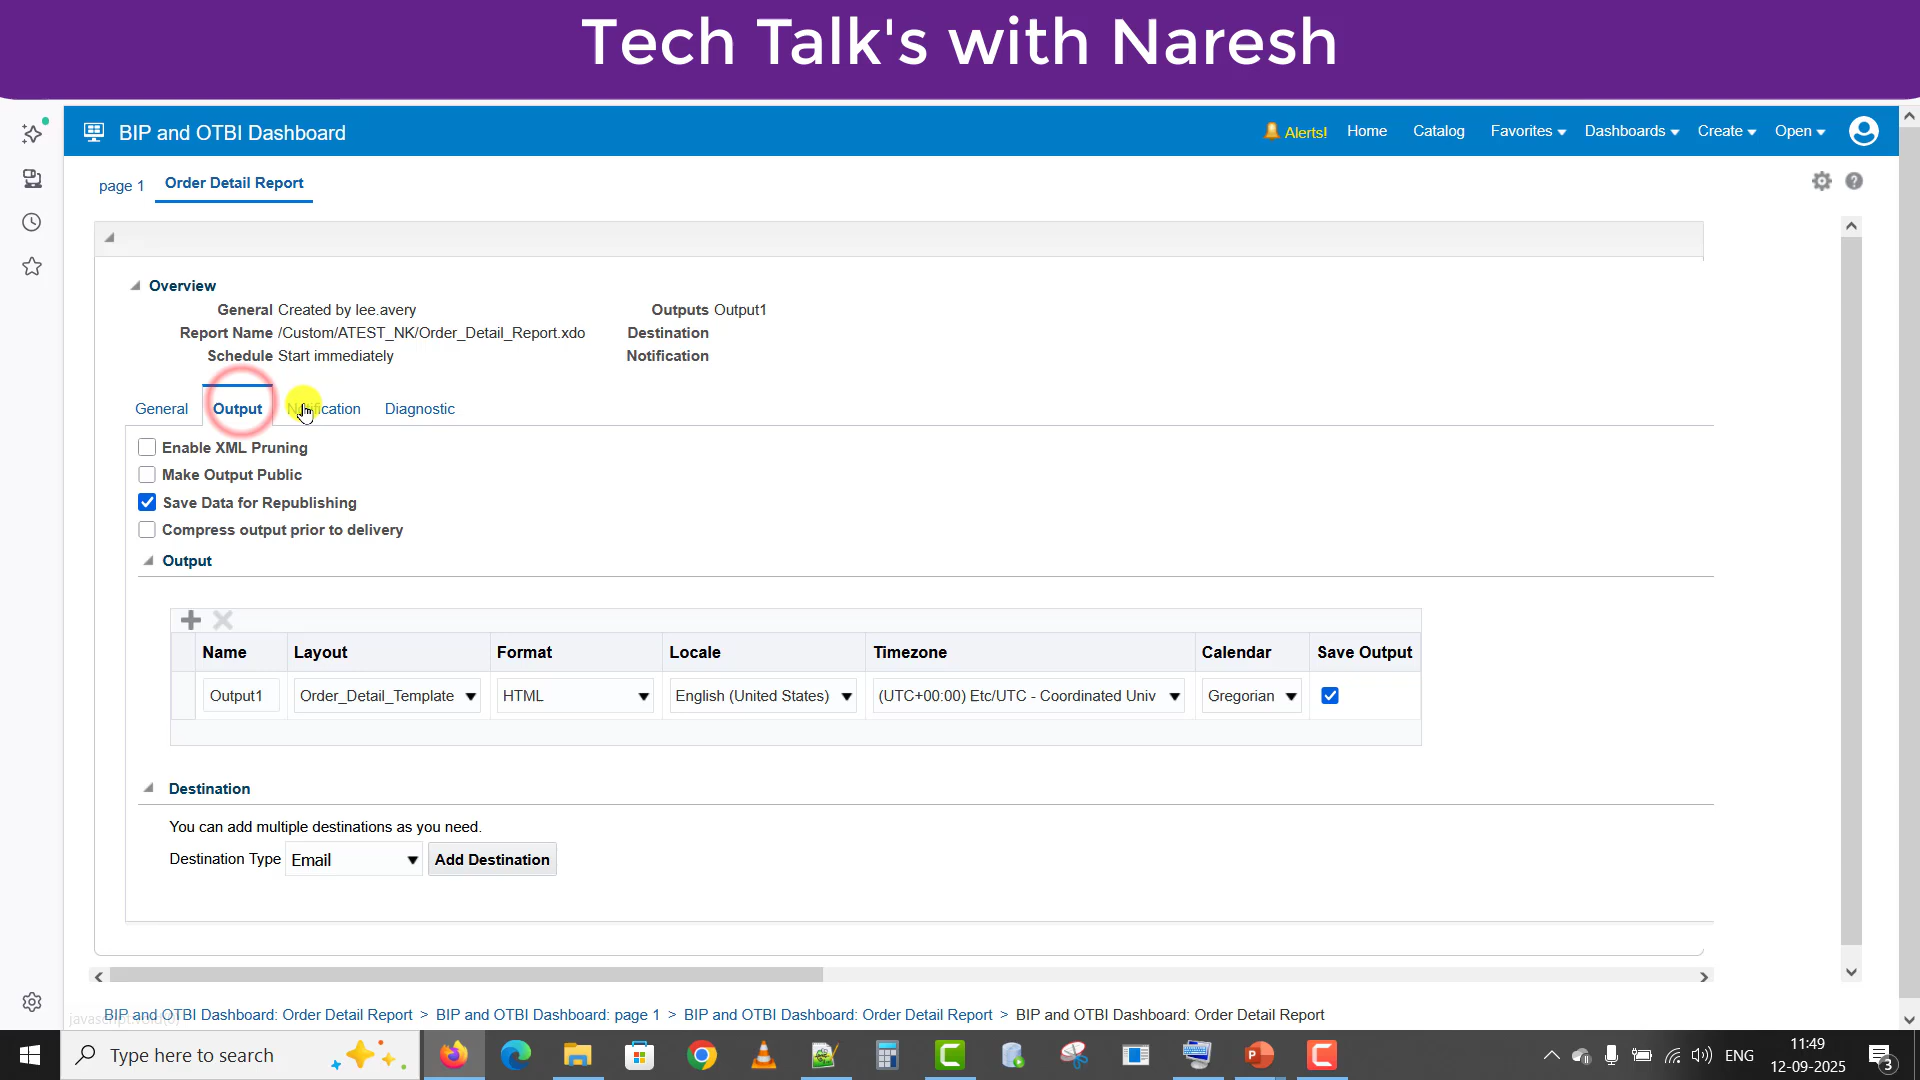 Tech Talk's with Naresh
BIP and OTBI Dashboard
Alerts! Home Catalog Favorites Dashboards Create Open
page 1 Order Detail Report
Overview
General Created by lee.avery Outputs Output1
Report Name /Custom/ATEST_NK/Order_Detail_Report.xdo Destination
Schedule Start immediately Notification
General Output Notification Diagnostic
Enable XML Pruning
Make Output Public
Save Data for Republishing
Compress output prior to delivery
Output
Name Layout Format Locale Timezone Calendar Save Output
Output1 Order_Detail_Template HTML English (United States) (UTC+00:00) Etc/UTC - Coordinated Univ Gregorian
Destination
You can add multiple destinations as you need.
Destination Type Email Add Destination
BIP and OTBI Dashboard: Order Detail Report > BIP and OTBI Dashboard: page 1 > BIP and OTBI Dashboard: Order Detail Report > BIP and OTBI Dashboard: Order Detail Report
Type here to search
ENG
11:49
12-09-2025
3